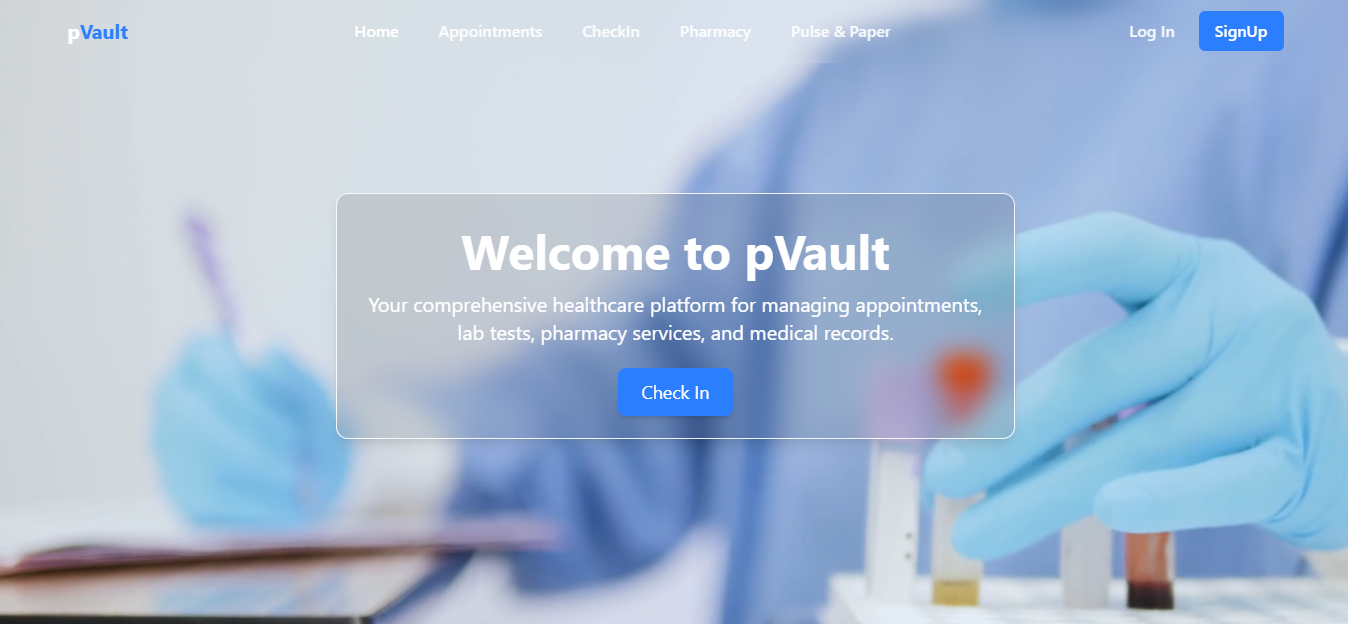 pVault
Home
Appointments
CheckIn
Pharmacy
Pulse & Paper
Log In
SignUp
Welcome to pVault
Your comprehensive healthcare platform for managing appointments,
lab tests, pharmacy services, and medical records.
Check In